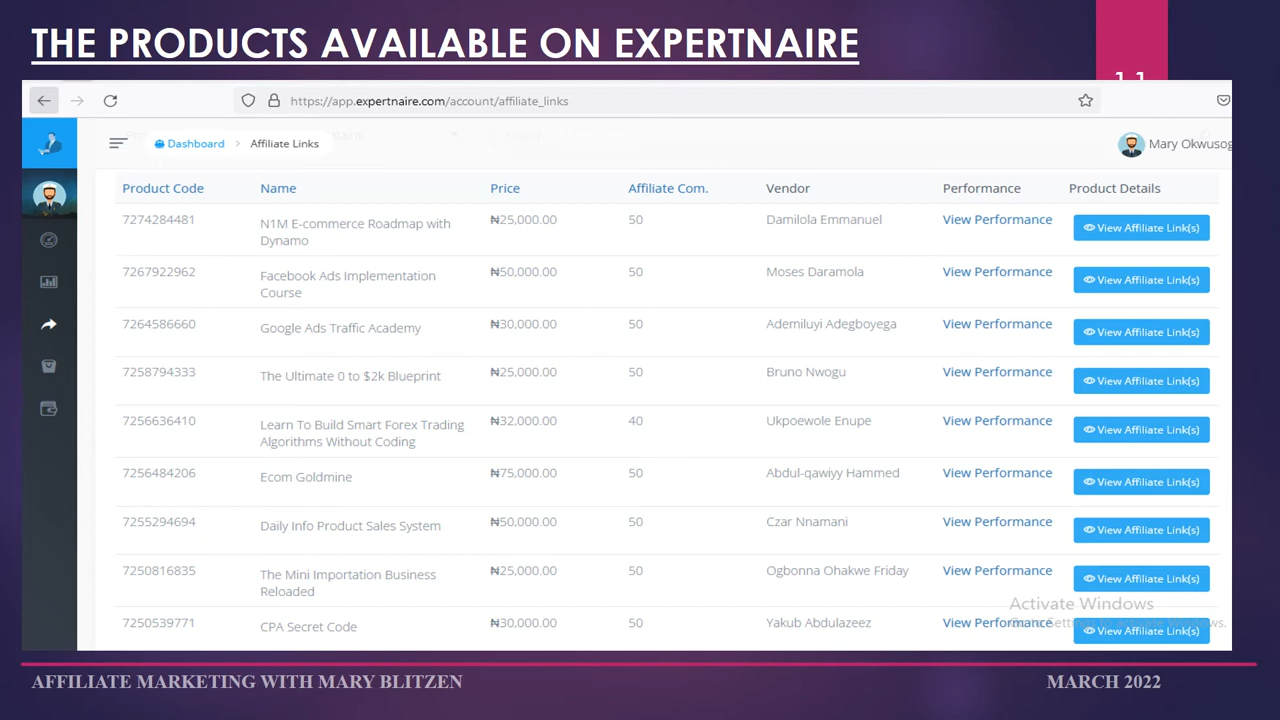 THE PRODUCTS AVAILABLE ON EXPERTNAIRE
11
https://app.expertnaire.com/account/affiliate_links
Dashboard > Affiliate Links
Mary Okwusog
Product Code Name Price Affiliate Com. Vendor Performance Product Details
7274284481 N1M E-commerce Roadmap with ₦25,000.00 50 Damilola Emmanuel View Performance View Affiliate Link(s)
Dynamo
7267922962 Facebook Ads Implementation ₦50,000.00 50 Moses Daramola View Performance View Affiliate Link(s)
Course
7264586660 Google Ads Traffic Academy ₦30,000.00 50 Ademiluyi Adegboyega View Performance View Affiliate Link(s)
7258794333 The Ultimate 0 to $2k Blueprint ₦25,000.00 50 Bruno Nwogu View Performance View Affiliate Link(s)
7256636410 Learn To Build Smart Forex Trading ₦32,000.00 40 Ukpoewole Enupe View Performance View Affiliate Link(s)
Algorithms Without Coding
7256484206 Ecom Goldmine ₦75,000.00 50 Abdul-qawiyy Hammed View Performance View Affiliate Link(s)
7255294694 Daily Info Product Sales System ₦50,000.00 50 Czar Nnamani View Performance View Affiliate Link(s)
7250816835 The Mini Importation Business ₦25,000.00 50 Ogbonna Ohakwe Friday View Performance View Affiliate Link(s)
Reloaded
Activate Windows
7250539771 CPA Secret Code ₦30,000.00 50 Yakub Abdulazeez View Performance View Affiliate Link(s)
AFFILIATE MARKETING WITH MARY BLITZEN
MARCH 2022